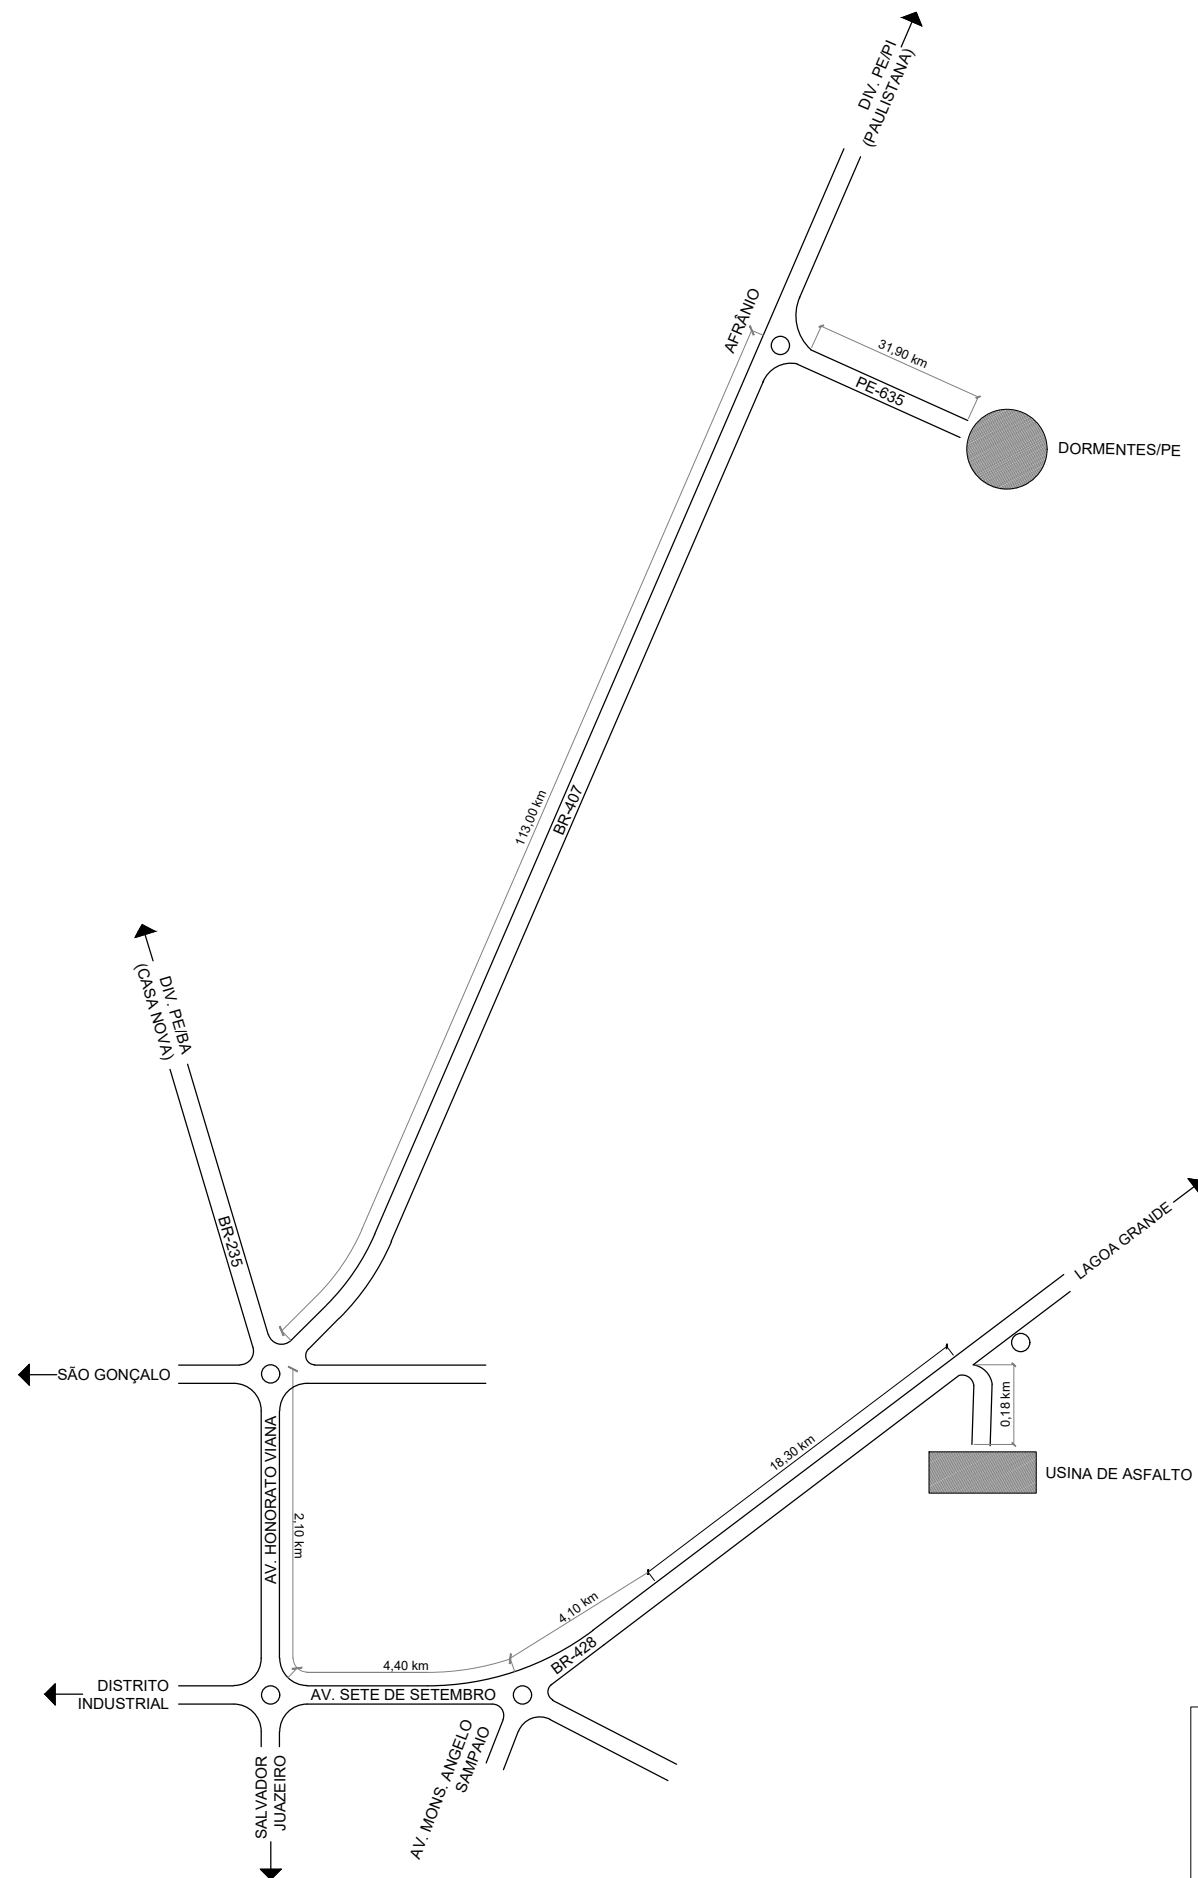 DIV. PE/PI
(PAULISTANA)
AFRÂNIO
31,90 km
PE-635
DORMENTES/PE
113,00 km
BR-407
DIV. PE/BA
(CASA NOVA)
BR-235
LAGOA GRANDE
SÃO GONÇALO
0,18 km
18,30 km
USINA DE ASFALTO
AV. HONORATO VIANA
2,10 km
4,10 km
BR-428
4,40 km
DISTRITO
INDUSTRIAL
AV. SETE DE SETEMBRO
AV. MONS. ANGELO
SAMPAIO
SALVADOR
JUAZEIRO